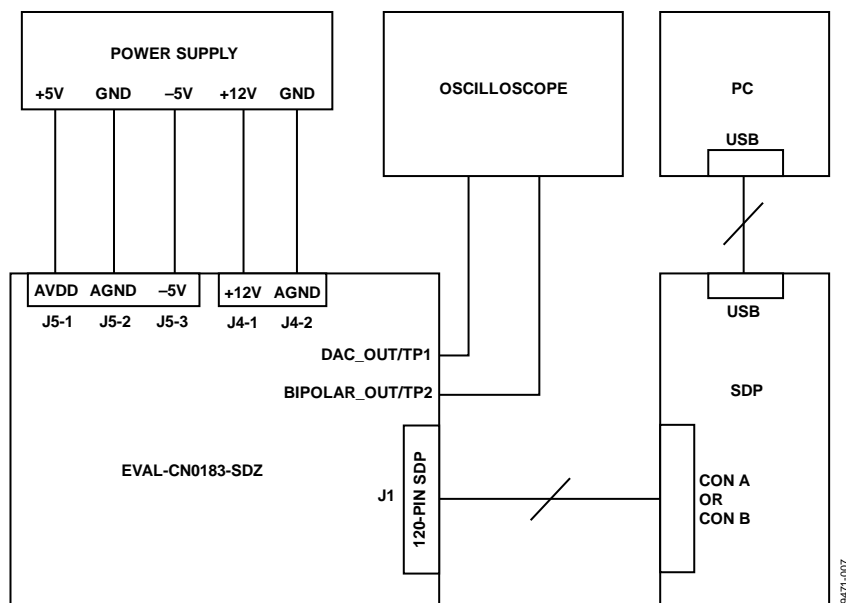 POWER SUPPLY
+5V GND –5V +12V GND
OSCILLOSCOPE
PC
USB
AVDD AGND –5V
+12V AGND
J5-1 J5-2 J5-3 J4-1 J4-2
USB
DAC_OUT/TP1
BIPOLAR_OUT/TP2
SDP
EVAL-CN0183-SDZ
J1
120-PIN SDP
CON A
OR
CON B
9471-007